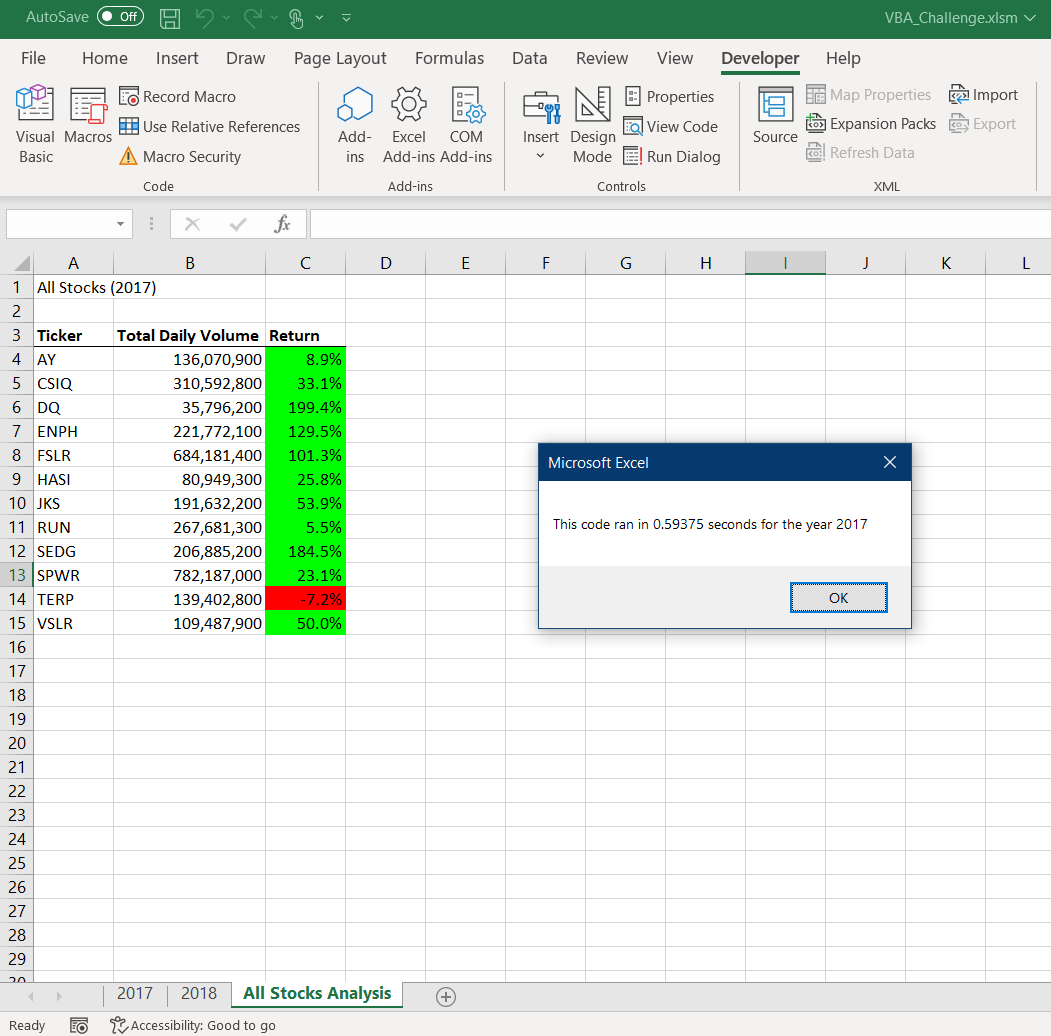 AutoSave Off VBA_Challenge.xlsm
File Home Insert Draw Page Layout Formulas Data Review View Developer Help
Visual Basic
Macros
Record Macro
Use Relative References
Macro Security
Code
Add-ins
Excel Add-ins
COM Add-ins
Add-ins
Insert
Design Mode
Properties
View Code
Run Dialog
Controls
Source
Map Properties
Expansion Packs
Refresh Data
Import
Export
XML
fx
A B C D E F G H I J K L
1 All Stocks (2017)
2
3 Ticker Total Daily Volume Return
4 AY 136,070,900 8.9%
5 CSIQ 310,592,800 33.1%
6 DQ 35,796,200 199.4%
7 ENPH 221,772,100 129.5%
8 FSLR 684,181,400 101.3%
9 HASI 80,949,300 25.8%
10 JKS 191,632,200 53.9%
11 RUN 267,681,300 5.5%
12 SEDG 206,885,200 184.5%
13 SPWR 782,187,000 23.1%
14 TERP 139,402,800 -7.2%
15 VSLR 109,487,900 50.0%
16
17
18
19
20
21
22
23
24
25
26
27
28
29
30
Microsoft Excel
This code ran in 0.59375 seconds for the year 2017
OK
2017 2018 All Stocks Analysis
Ready Accessibility: Good to go